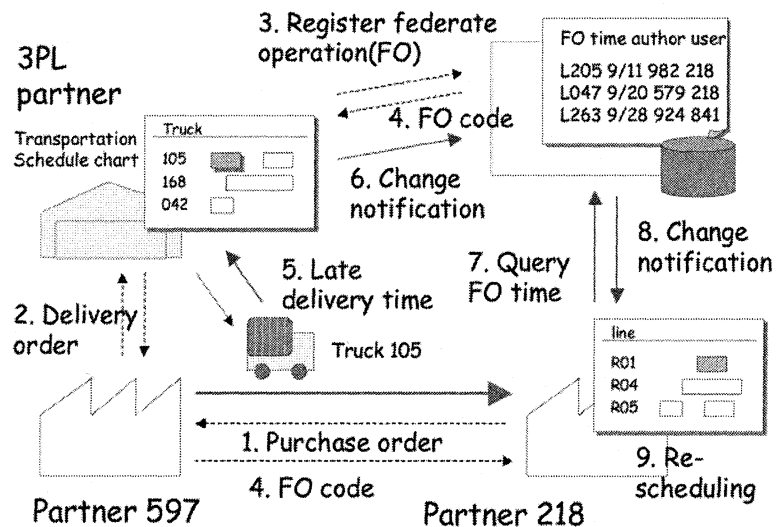 3. Register federate
operation(FO)
FO time author user
L205 9/11 982 218
L047 9/20 579 218
L263 9/28 924 841
3PL
partner
Transportation
Schedule chart
Truck
105
168
042
4. FO code
6. Change
notification
5. Late
delivery time
7. Query
FO time
8. Change
notification
2. Delivery
order
Truck 105
line
R01
R04
R05
1. Purchase order
4. FO code
9. Re-
scheduling
Partner 597
Partner 218